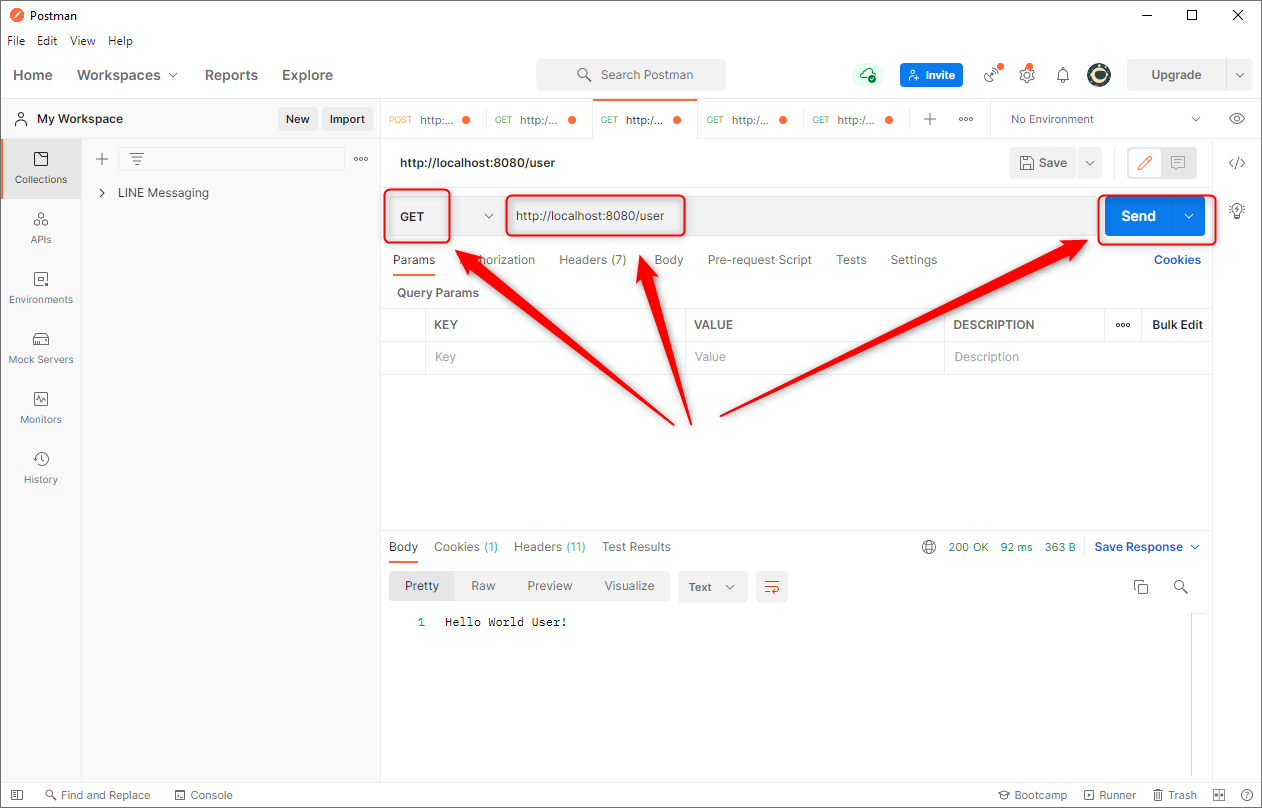 Postman
File Edit View Help
Home Workspaces Reports Explore Search Postman Invite Upgrade
My Workspace New Import POST http:... GET http:/... GET http:/... GET http:/... GET http:/... No Environment
http://localhost:8080/user Save
Collections
LINE Messaging
GET http://localhost:8080/user Send
APIs
Params Headers (7) Body Pre-request Script Tests Settings Cookies
Query Params
Environments
KEY VALUE DESCRIPTION Bulk Edit
Key Value Description
Mock Servers
Monitors
History
Body Cookies (1) Headers (11) Test Results 200 OK 92 ms 363 B Save Response
Pretty Raw Preview Visualize Text
1 Hello World User!
Find and Replace Console Bootcamp Runner Trash